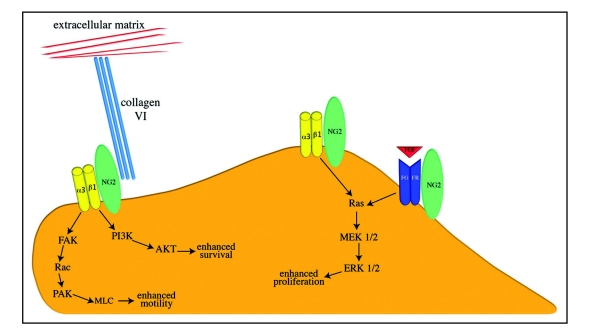 extracellular matrix
collagen
VI
α3 β1 NG2
FAK
PI3K
AKT
enhanced
survival
Rac
PAK
MLC
enhanced
motility
α3 β1 NG2
NG2
Ras
MEK 1/2
ERK 1/2
enhanced
proliferation